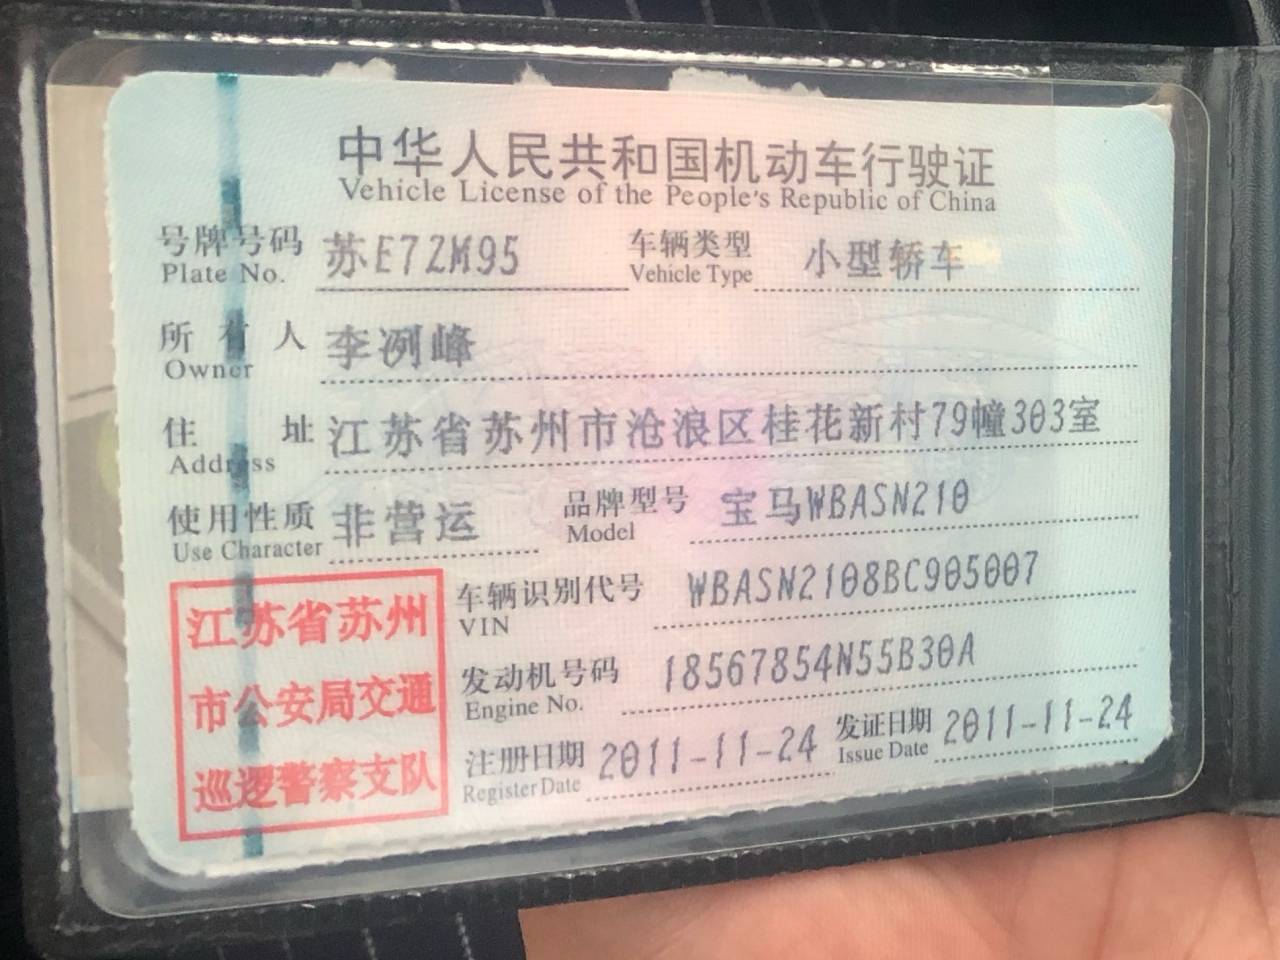 中华人民共和国机动车行驶证
Vehicle License of the People's Republic of China
号牌号码 苏E7ZM95 车辆类型 小型轿车
Plate No. Vehicle Type
所有人 李冽峰
Owner
住址 江苏省苏州市沧浪区桂花新村79幢303室
Address
使用性质 非营运 品牌型号 宝马WBASN210
Use Character Model
江苏省苏州
市公安局交通
巡逻警察支队
车辆识别代号 WBASN2108BC905007
VIN
发动机号码 18567854N55B30A
Engine No.
注册日期 2011-11-24 发证日期 2011-11-24
Register Date Issue Date